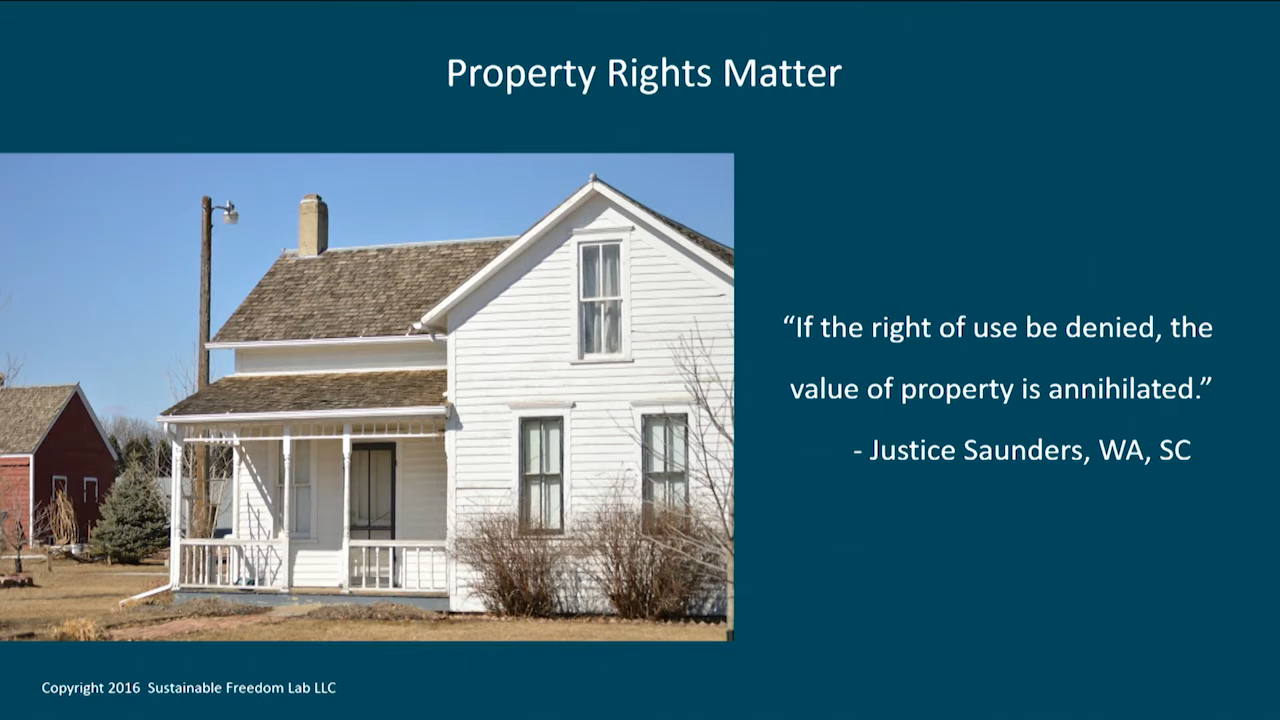 Property Rights Matter
“If the right of use be denied, the
value of property is annihilated.”
- Justice Saunders, WA, SC
Copyright 2016  Sustainable Freedom Lab LLC